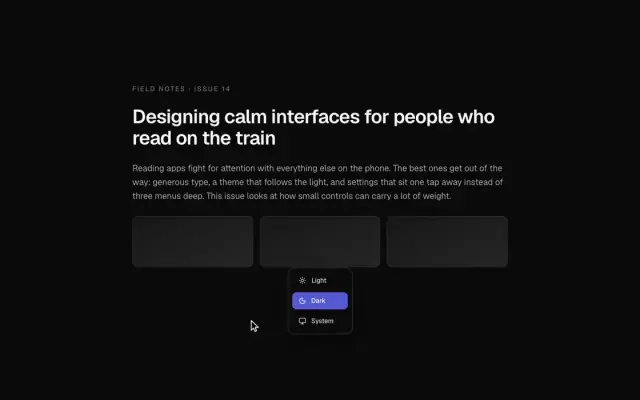 FIELD NOTES · ISSUE 14
Designing calm interfaces for people who
read on the train
Reading apps fight for attention with everything else on the phone. The best ones get out of the
way: generous type, a theme that follows the light, and settings that sit one tap away instead of
three menus deep. This issue looks at how small controls can carry a lot of weight.
Light
Dark
System